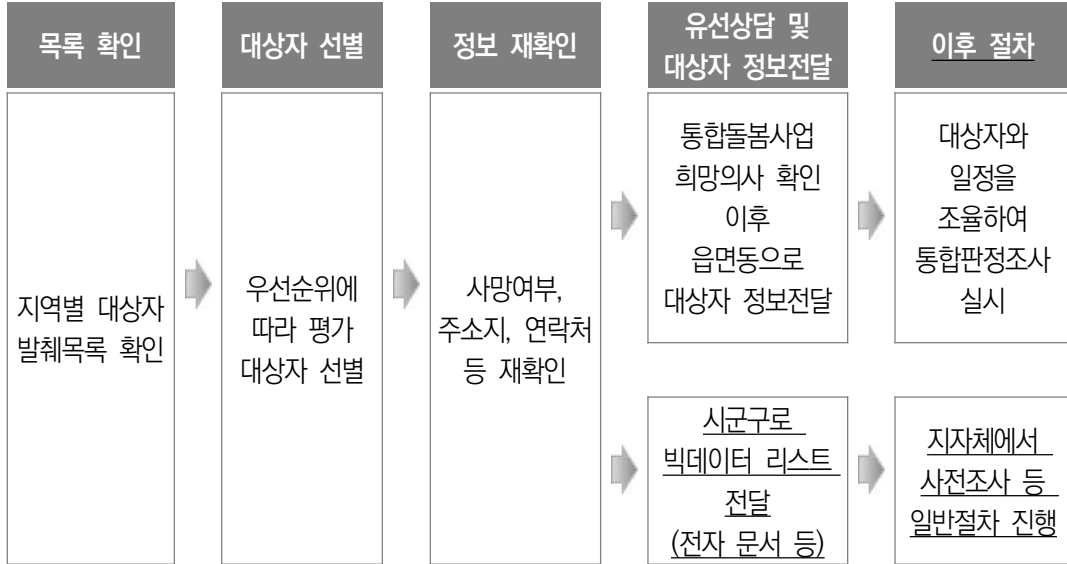 목록 확인
대상자 선별
정보 재확인
유선상담 및
대상자 정보전달
이후 절차
지역별 대상자
발췌목록 확인
우선순위에
따라 평가
대상자 선별
사망여부,
주소지, 연락처
등 재확인
통합돌봄사업
희망의사 확인
이후
읍면동으로
대상자 정보전달
대상자와
일정을
조율하여
통합판정조사
실시
시군구로
빅데이터 리스트
전달
(전자 문서 등)
지자체에서
사전조사 등
일반절차 진행